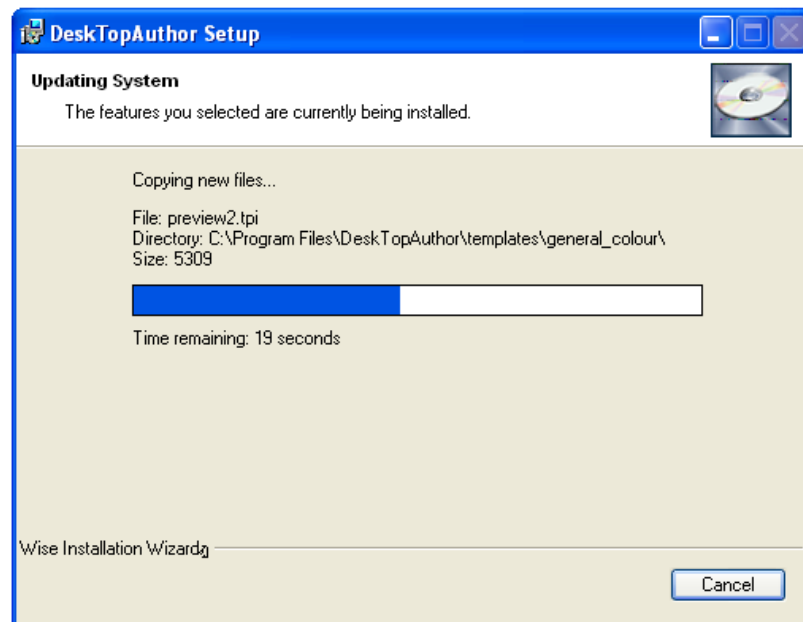 DeskTopAuthor Setup
Updating System
The features you selected are currently being installed.
Copying new files...
File: preview2.tpi
Directory: C:\Program Files\DeskTopAuthor\templates\general_colour\
Size: 5309
Time remaining: 19 seconds
Wise Installation Wizard
Cancel